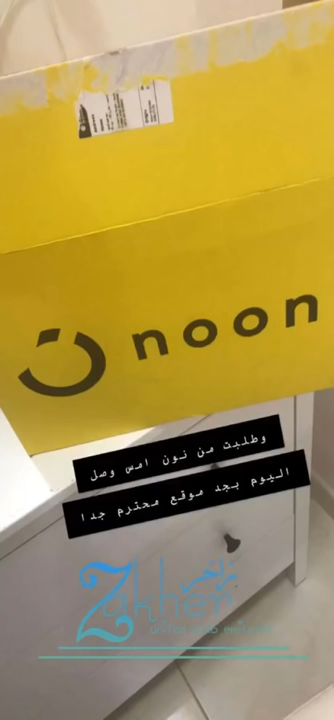 noon
وطلبت من نون امس وصل
اليوم بجد موقع محترم جدا
زاخر
Zakher